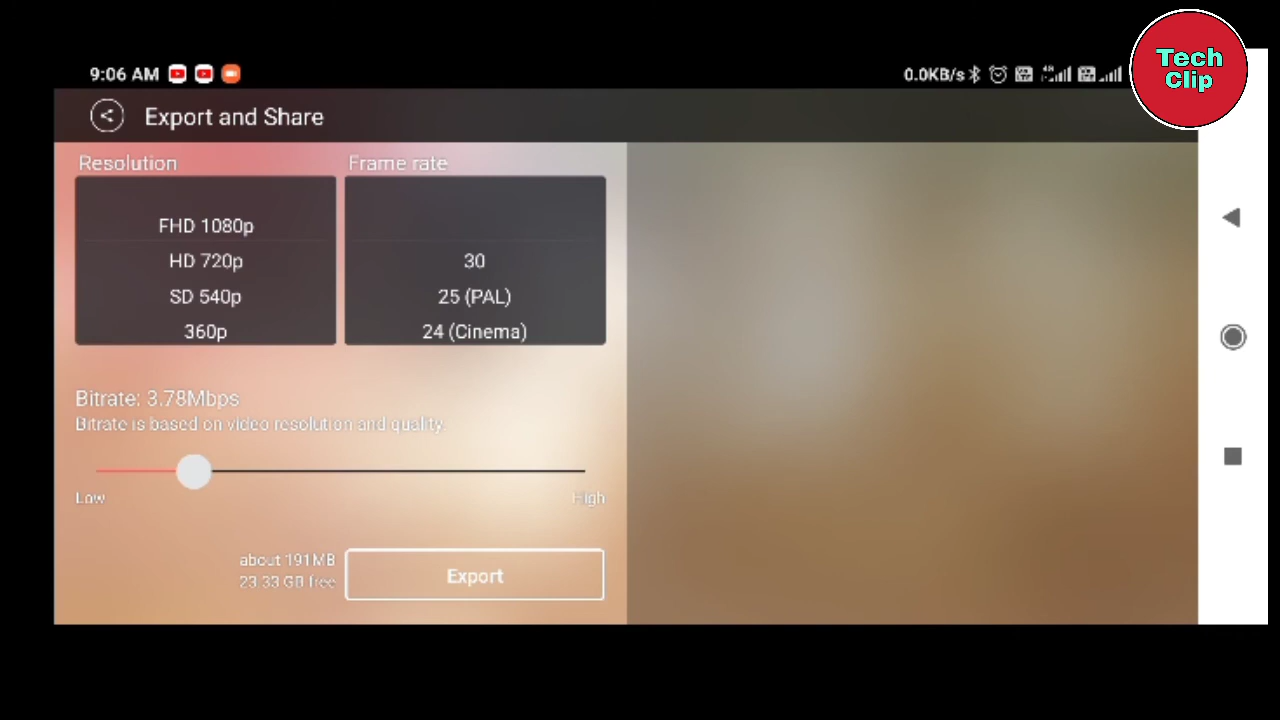 9:06 AM
0.0KB/s
Tech
Clip
Export and Share
Resolution
Frame rate
FHD 1080p
HD 720p
SD 540p
360p
30
25 (PAL)
24 (Cinema)
Bitrate: 3.78Mbps
Bitrate is based on video resolution and quality.
Low
High
about 191MB
23.33 GB free
Export